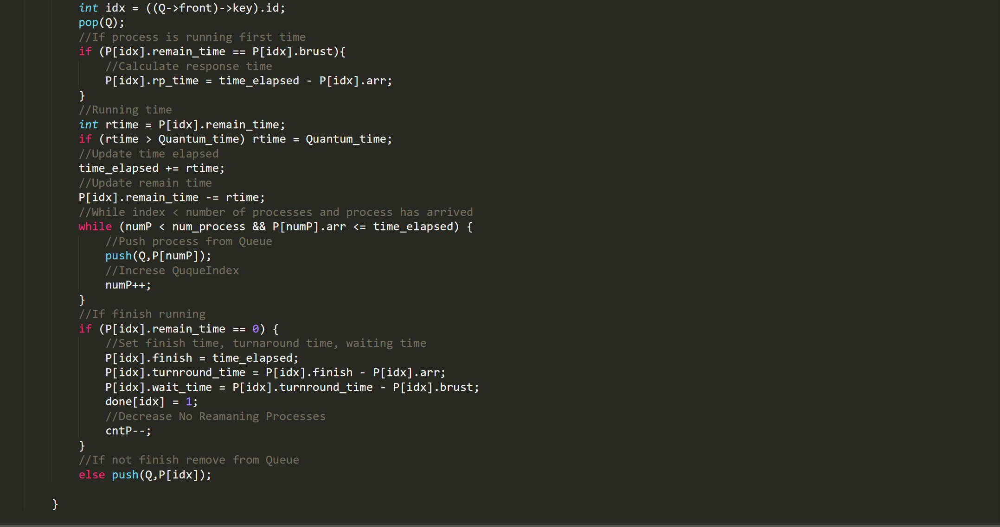 int idx = ((Q->front)->key).id;
pop(Q);
//If process is running first time
if (P[idx].remain_time == P[idx].brust){
//Calculate response time
P[idx].rp_time = time_elapsed - P[idx].arr;
}
//Running time
int rtime = P[idx].remain_time;
if (rtime > Quantum_time) rtime = Quantum_time;
//Update time elapsed
time_elapsed += rtime;
//Update remain time
P[idx].remain_time -= rtime;
//While index < number of processes and process has arrived
while (numP < num_process && P[numP].arr <= time_elapsed) {
//Push process from Queue
push(Q,P[numP]);
//Increse QuqueIndex
numP++;
}
//If finish running
if (P[idx].remain_time == 0) {
//Set finish time, turnaround time, waiting time
P[idx].finish = time_elapsed;
P[idx].turnround_time = P[idx].finish - P[idx].arr;
P[idx].wait_time = P[idx].turnround_time - P[idx].brust;
done[idx] = 1;
//Decrease No Reamaning Processes
cntP--;
}
//If not finish remove from Queue
else push(Q,P[idx]);
}